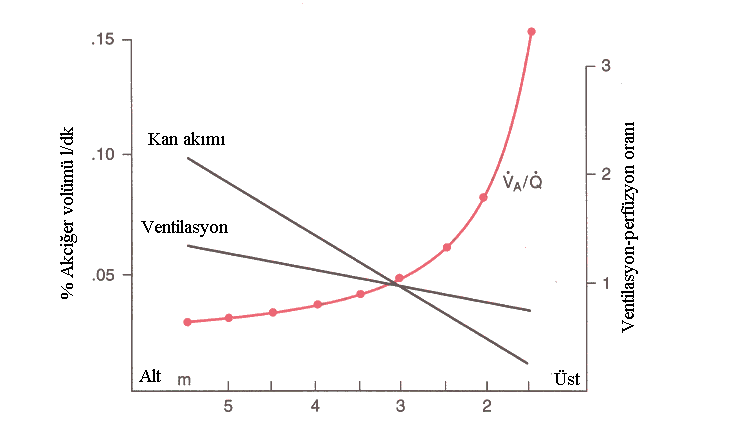 .15
.10
.05
% Akciğer volümü l/dk
Kan akımı
Ventilasyon
V̇A/Q̇
3
2
1
Ventilasyon-perfüzyon oranı
Alt m
Üst
5 4 3 2